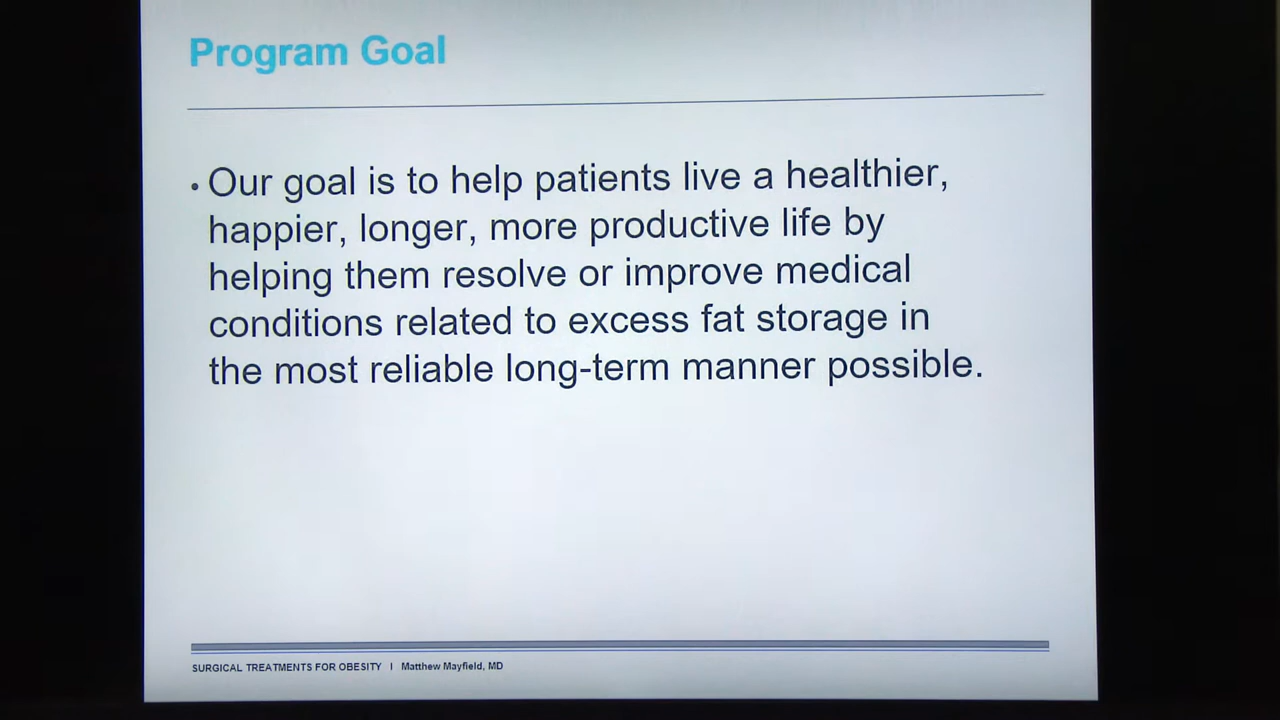 Program Goal
• Our goal is to help patients live a healthier,
happier, longer, more productive life by
helping them resolve or improve medical
conditions related to excess fat storage in
the most reliable long-term manner possible.
SURGICAL TREATMENTS FOR OBESITY | Matthew Mayfield, MD